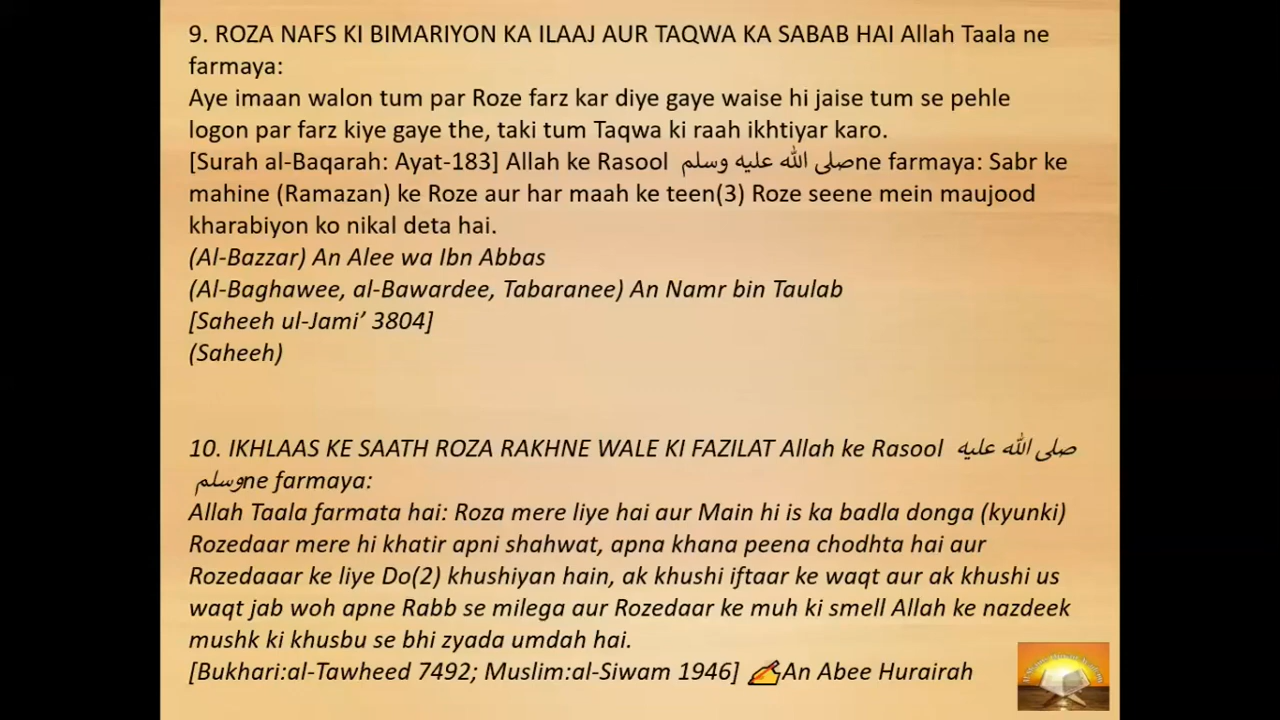 9. ROZA NAFS KI BIMARIYON KA ILAAJ AUR TAQWA KA SABAB HAI Allah Taala ne
farmaya:
Aye imaan walon tum par Roze farz kar diye gaye waise hi jaise tum se pehle
logon par farz kiye gaye the, taki tum Taqwa ki raah ikhtiyar karo.
[Surah al-Baqarah: Ayat-183] Allah ke Rasool صلى الله عليه وسلم ne farmaya: Sabr ke
mahine (Ramazan) ke Roze aur har maah ke teen(3) Roze seene mein maujood
kharabiyon ko nikal deta hai.
(Al-Bazzar) An Alee wa Ibn Abbas
(Al-Baghawee, al-Bawardee, Tabaranee) An Namr bin Taulab
[Saheeh ul-Jami’ 3804]
(Saheeh)
10. IKHLAAS KE SAATH ROZA RAKHNE WALE KI FAZILAT Allah ke Rasool صلى الله عليه
وسلم ne farmaya:
Allah Taala farmata hai: Roza mere liye hai aur Main hi is ka badla donga (kyunki)
Rozedaar mere hi khatir apni shahwat, apna khana peena chodhta hai aur
Rozedaaar ke liye Do(2) khushiyan hain, ak khushi iftaar ke waqt aur ak khushi us
waqt jab woh apne Rabb se milega aur Rozedaar ke muh ki smell Allah ke nazdeek
mushk ki khusbu se bhi zyada umdah hai.
[Bukhari:al-Tawheed 7492; Muslim:al-Siwam 1946] ✍️An Abee Hurairah